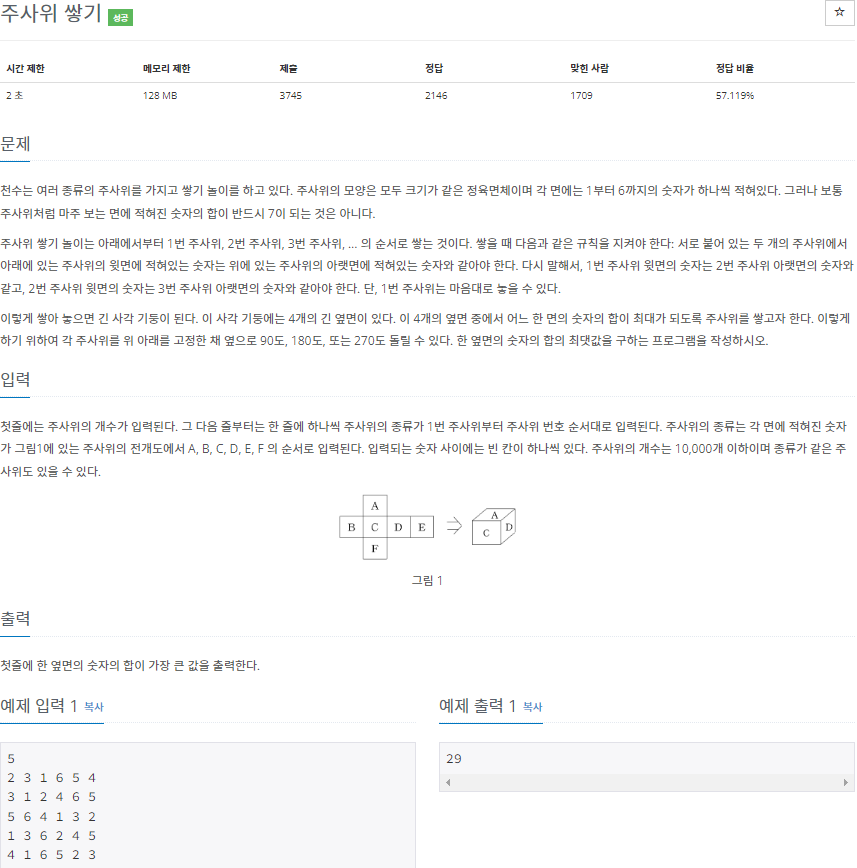 주사위 쌓기 성공
☆
시간 제한 메모리 제한 제출 정답 맞힌 사람 정답 비율
2 초 128 MB 3745 2146 1709 57.119%
문제
천수는 여러 종류의 주사위를 가지고 쌓기 놀이를 하고 있다. 주사위의 모양은 모두 크기가 같은 정육면체이며 각 면에는 1부터 6까지의 숫자가 하나씩 적혀있다. 그러나 보통
주사위처럼 마주 보는 면에 적혀진 숫자의 합이 반드시 7이 되는 것은 아니다.
주사위 쌓기 놀이는 아래에서부터 1번 주사위, 2번 주사위, 3번 주사위, … 의 순서로 쌓는 것이다. 쌓을 때 다음과 같은 규칙을 지켜야 한다: 서로 붙어 있는 두 개의 주사위에서
아래에 있는 주사위의 윗면에 적혀있는 숫자는 위에 있는 주사위의 아랫면에 적혀있는 숫자와 같아야 한다. 다시 말해서, 1번 주사위 윗면의 숫자는 2번 주사위 아랫면의 숫자와
같고, 2번 주사위 윗면의 숫자는 3번 주사위 아랫면의 숫자와 같아야 한다. 단, 1번 주사위는 마음대로 놓을 수 있다.
이렇게 쌓아 놓으면 긴 사각 기둥이 된다. 이 사각 기둥에는 4개의 긴 옆면이 있다. 이 4개의 옆면 중에서 어느 한 면의 숫자의 합이 최대가 되도록 주사위를 쌓고자 한다. 이렇게
하기 위하여 각 주사위를 위 아래를 고정한 채 옆으로 90도, 180도, 또는 270도 돌릴 수 있다. 한 옆면의 숫자의 합의 최댓값을 구하는 프로그램을 작성하시오.
입력
첫줄에는 주사위의 개수가 입력된다. 그 다음 줄부터는 한 줄에 하나씩 주사위의 종류가 1번 주사위부터 주사위 번호 순서대로 입력된다. 주사위의 종류는 각 면에 적혀진 숫자
가 그림1에 있는 주사위의 전개도에서 A, B, C, D, E, F 의 순서로 입력된다. 입력되는 숫자 사이에는 빈 칸이 하나씩 있다. 주사위의 개수는 10,000개 이하이며 종류가 같은 주
사위도 있을 수 있다.
A
B C D E
F
A
C D
그림 1
출력
첫줄에 한 옆면의 숫자의 합이 가장 큰 값을 출력한다.
예제 입력 1 복사
5
2 3 1 6 5 4
3 1 2 4 6 5
5 6 4 1 3 2
1 3 6 2 4 5
4 1 6 5 2 3
예제 출력 1 복사
29